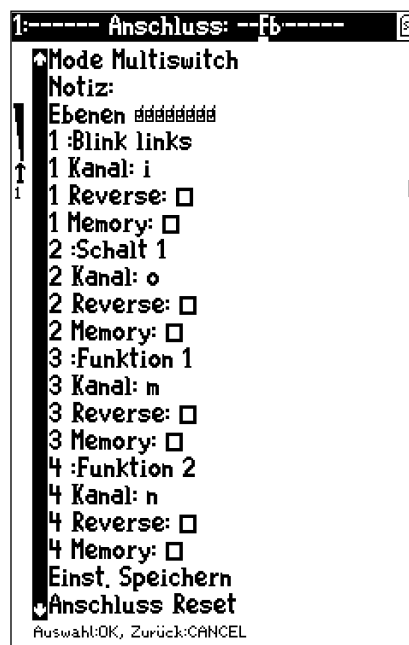 1:------ Anschluss: --Fb------
Mode Multiswitch
Notiz:
Ebenen
1 :Blink links
1 Kanal: i
1 Reverse:
1 Memory:
2 :Schalt 1
2 Kanal: o
2 Reverse:
2 Memory:
3 :Funktion 1
3 Kanal: m
3 Reverse:
3 Memory:
4 :Funktion 2
4 Kanal: n
4 Reverse:
4 Memory:
Einst. Speichern
Anschluss Reset
Auswahl:OK, Zurück:CANCEL
1